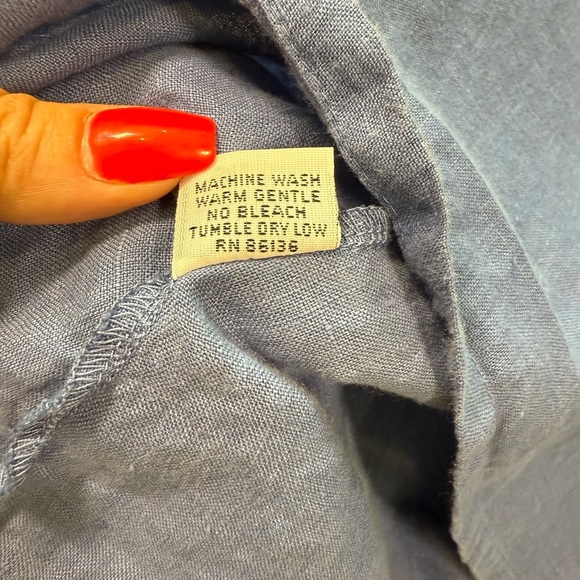 MACHINE WASH
WARM GENTLE
NO BLEACH
TUMBLE DRY LOW
RN 86136